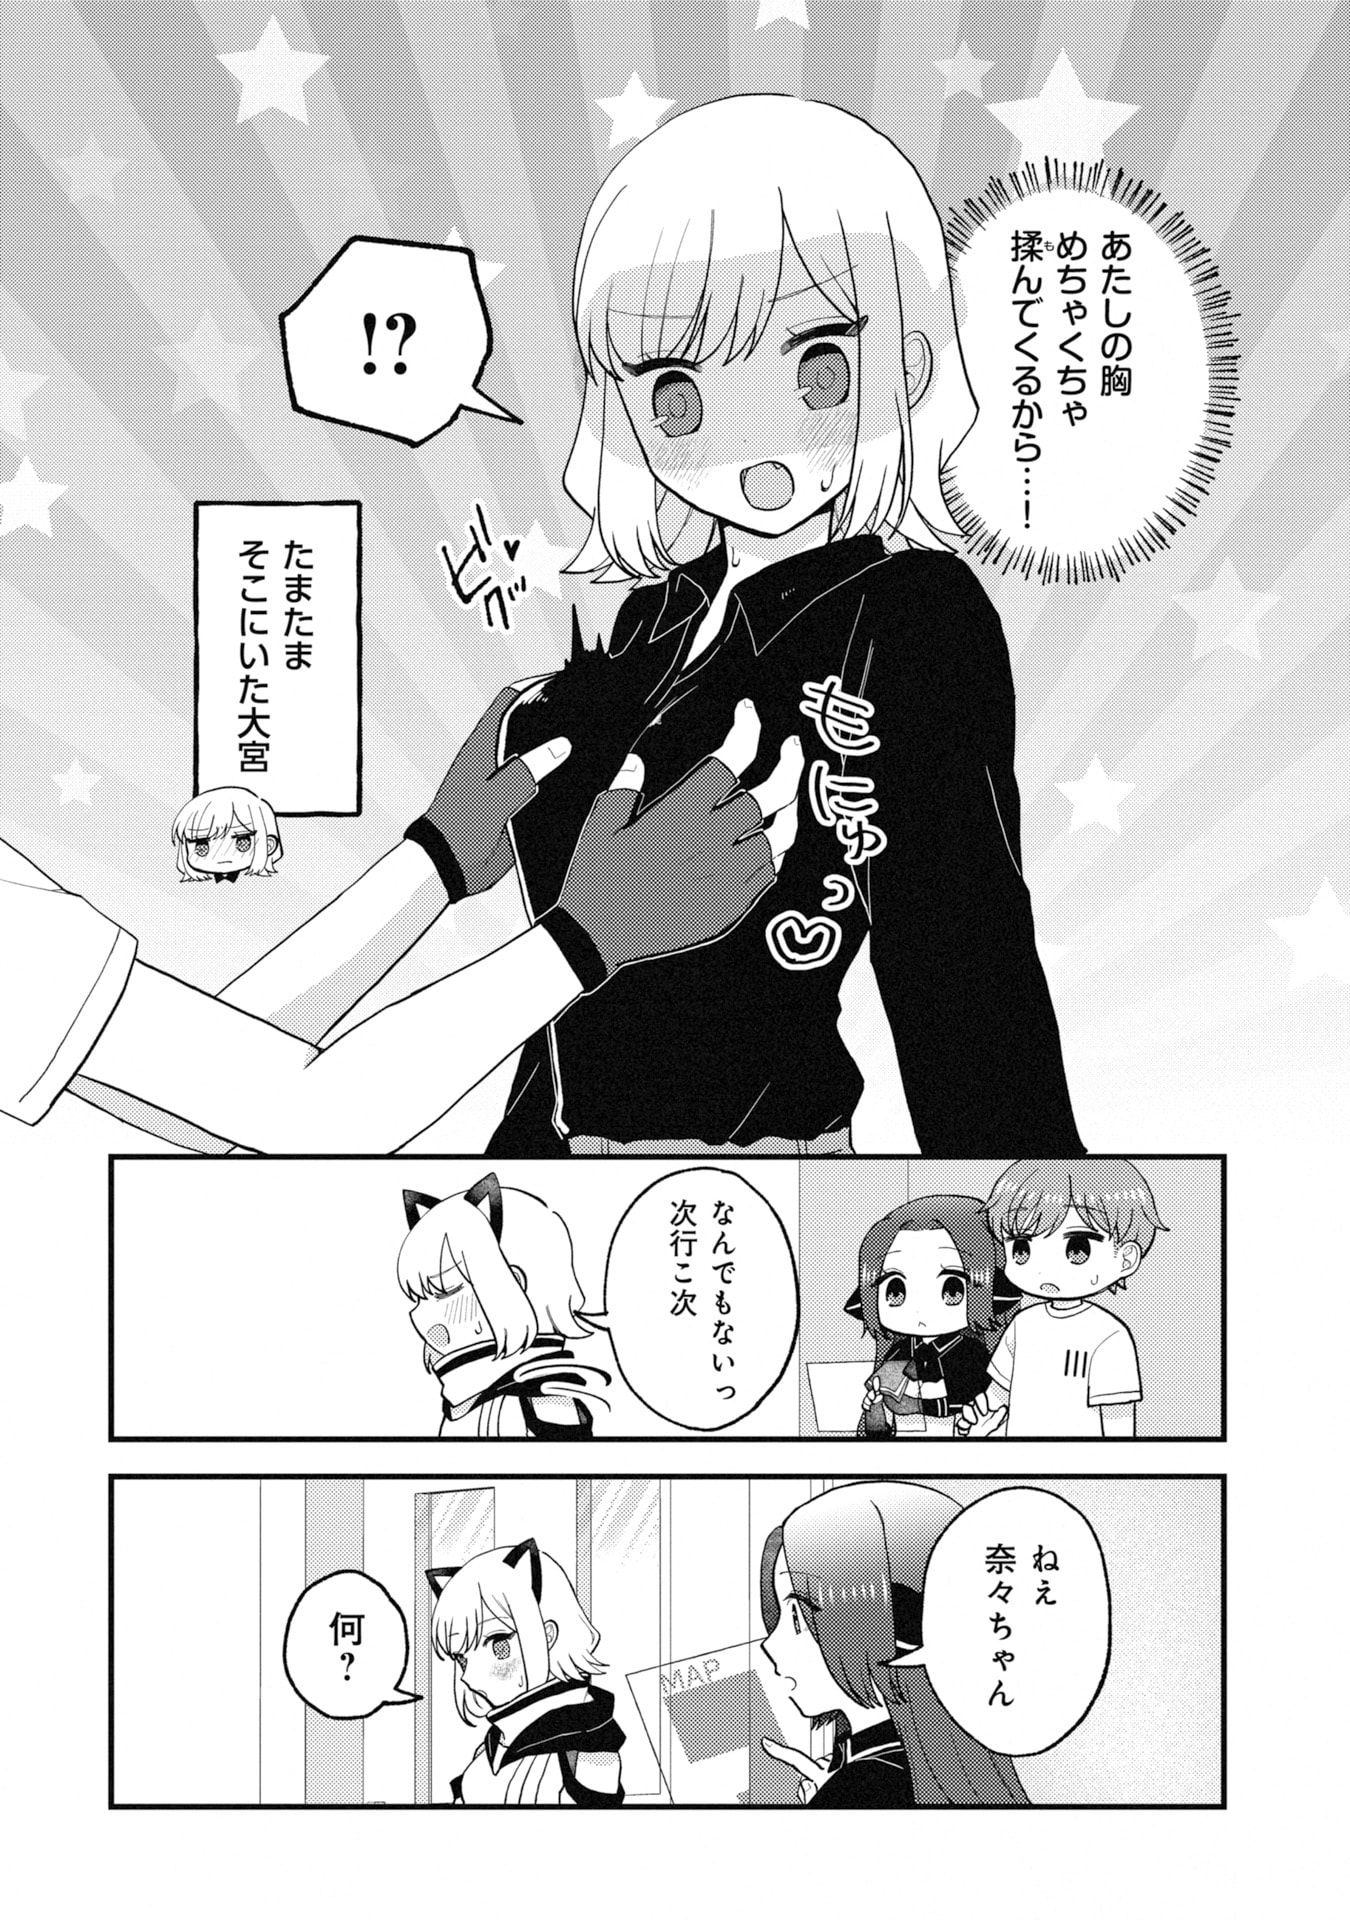 あたしの胸
めちゃくちゃ
揉んでくるから…!
も
!?
たまたま
そこにいた大宮
ビグッ
もにゅっ♡
なんでもないっ
次行こ次
ねえ
奈々ちゃん
何?
MAP